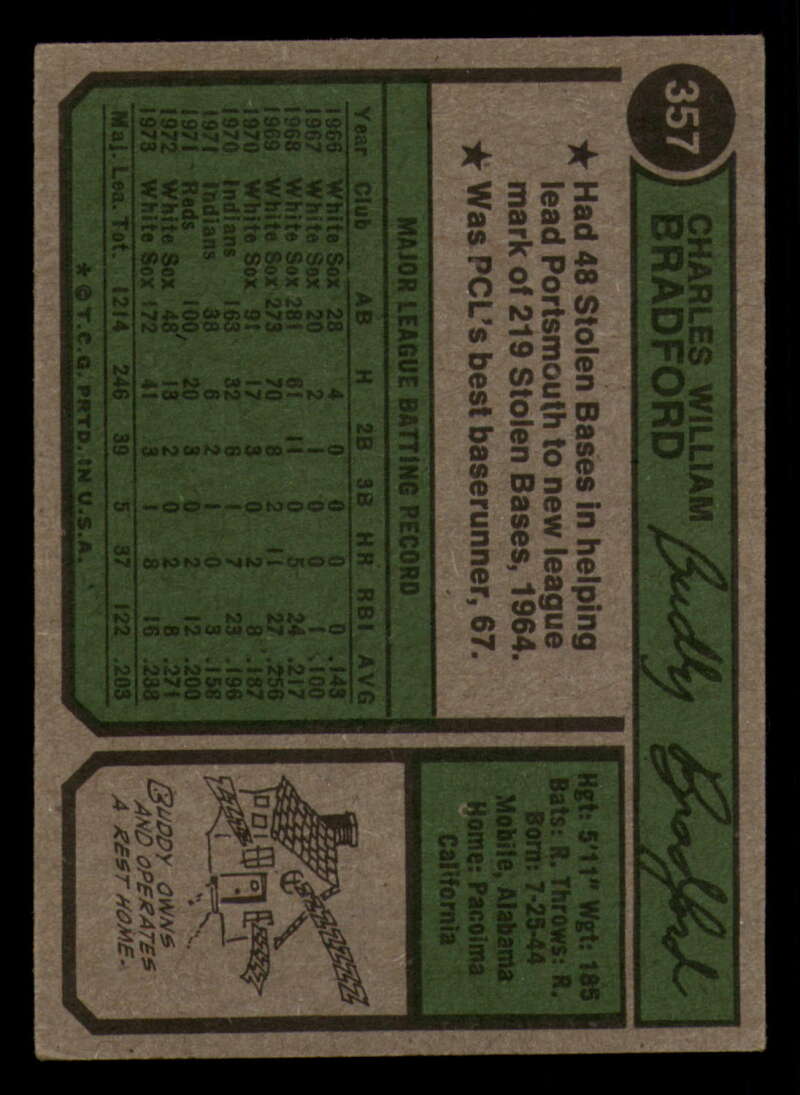 357
CHARLES WILLIAM
BRADFORD
Buddy Bradford
★ Had 48 Stolen Bases in helping
lead Portsmouth to new league
mark of 219 Stolen Bases, 1964.
★ Was PCL's best baserunner, 67.
MAJOR LEAGUE BATTING RECORD
Year Club AB H 2B 3B HR RBI AVG
1966 White Sox 28 4 0 0 0 0 .143
1967 White Sox 20 2 1 0 0 1 .100
1968 White Sox 281 61 11 0 5 24 .217
1969 White Sox 273 70 8 2 11 27 .256
1970 White Sox 91 17 3 0 2 8 .187
1970 Indians 163 32 6 1 7 23 .196
1971 Indians 38 6 2 1 0 3 .158
1971 Reds 100 20 3 0 2 12 .200
1972 White Sox 48 13 2 0 2 8 .271
1973 White Sox 172 41 3 1 8 16 .238
Maj. Lea. Tot. 1214 246 39 5 37 122 .203
* © T.C.G. PRTD. IN U.S.A.
Hgt: 5'11" Wgt: 185
Bats: R. Throws: R.
Born: 7-25-44
Mobile, Alabama
Home: Pacoima
California
BUDDY OWNS
AND OPERATES
A REST HOME.